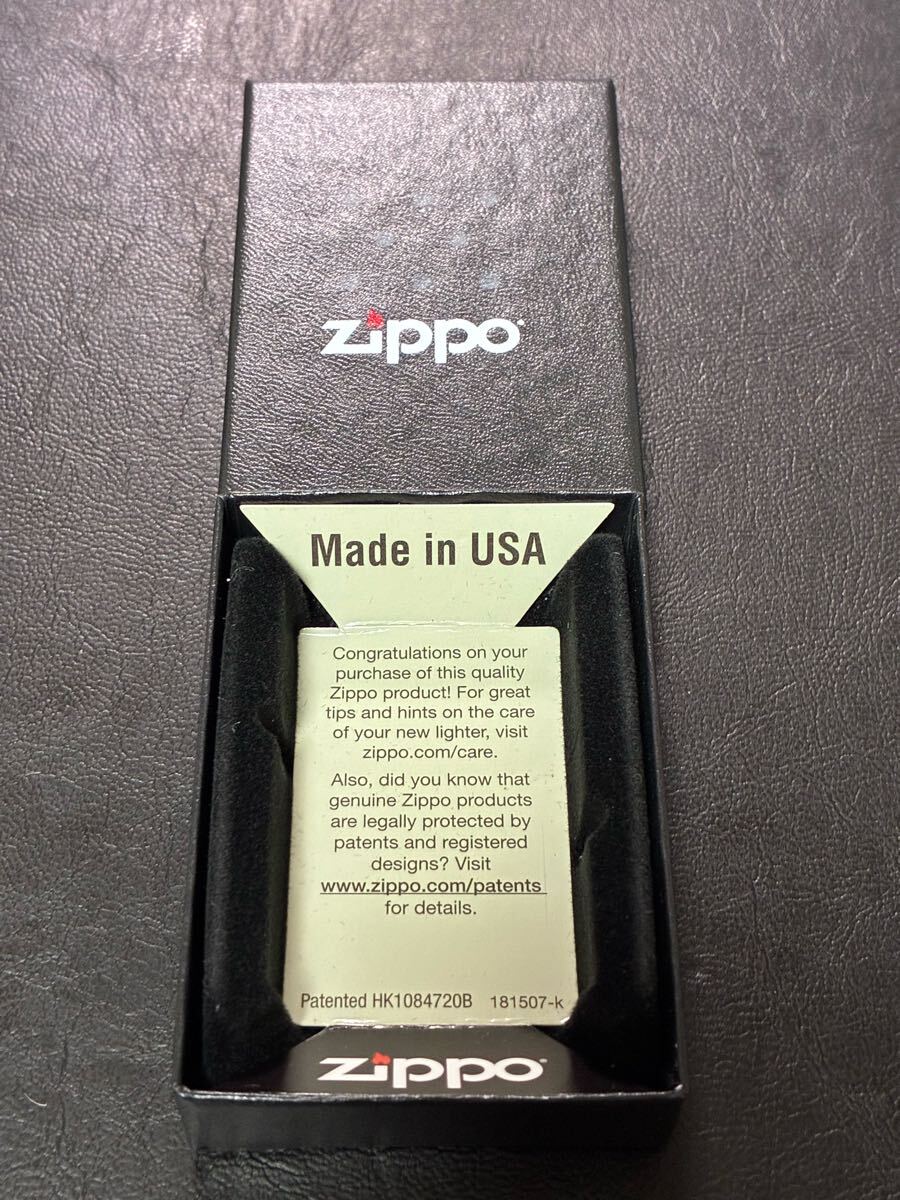 zippo
Made in USA
Congratulations on your
purchase of this quality
Zippo product! For great
tips and hints on the care
of your new lighter, visit
zippo.com/care.
Also, did you know that
genuine Zippo products
are legally protected by
patents and registered
designs? Visit
www.zippo.com/patents
for details.
Patented HK1084720B 181507-k
zippo